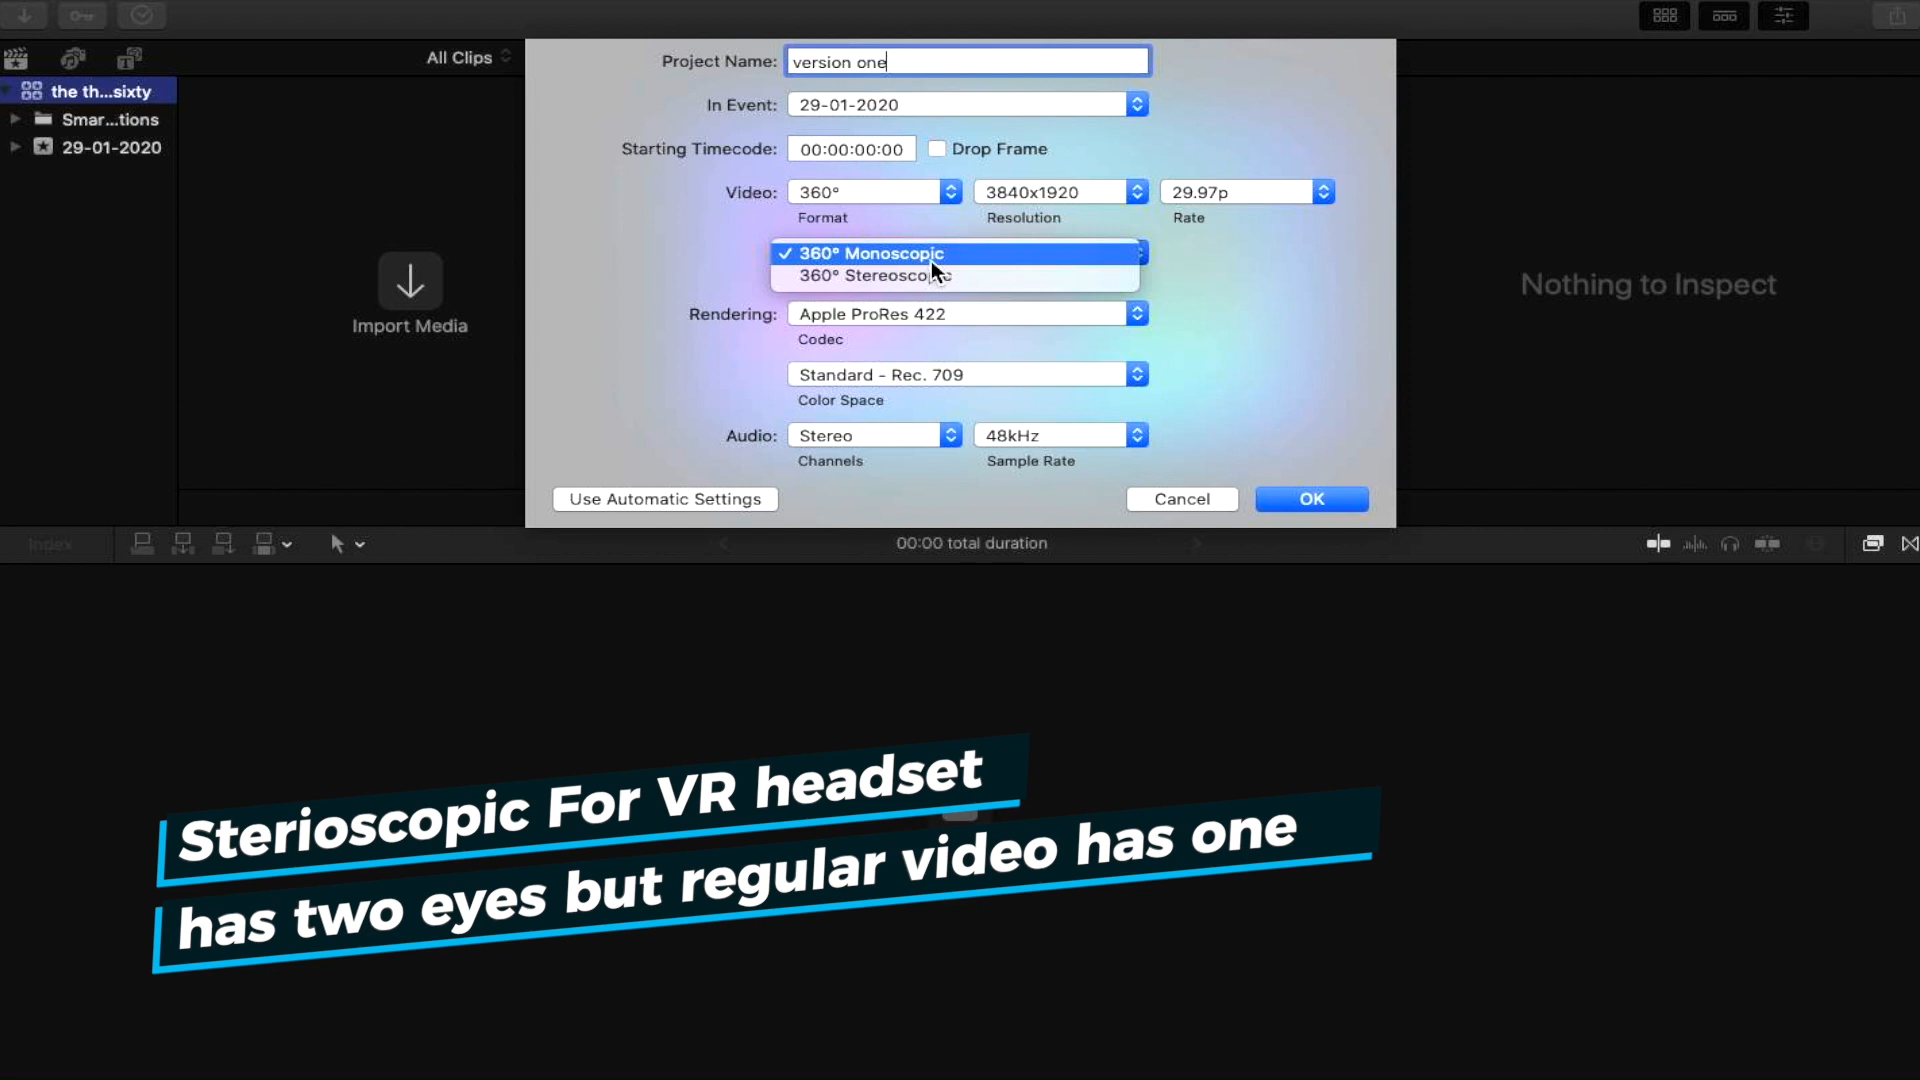 All Clips
the th...sixty
Smar...tions
29-01-2020
Import Media
Project Name: version one
In Event: 29-01-2020
Starting Timecode: 00:00:00:00 Drop Frame
Video: 360° 3840x1920 29.97p
Format Resolution Rate
✓ 360° Monoscopic
360° Stereoscopic
Rendering: Apple ProRes 422
Codec
Standard - Rec. 709
Color Space
Audio: Stereo 48kHz
Channels Sample Rate
Use Automatic Settings Cancel OK
Nothing to Inspect
Index
00:00 total duration
Sterioscopic For VR headset
has two eyes but regular video has one